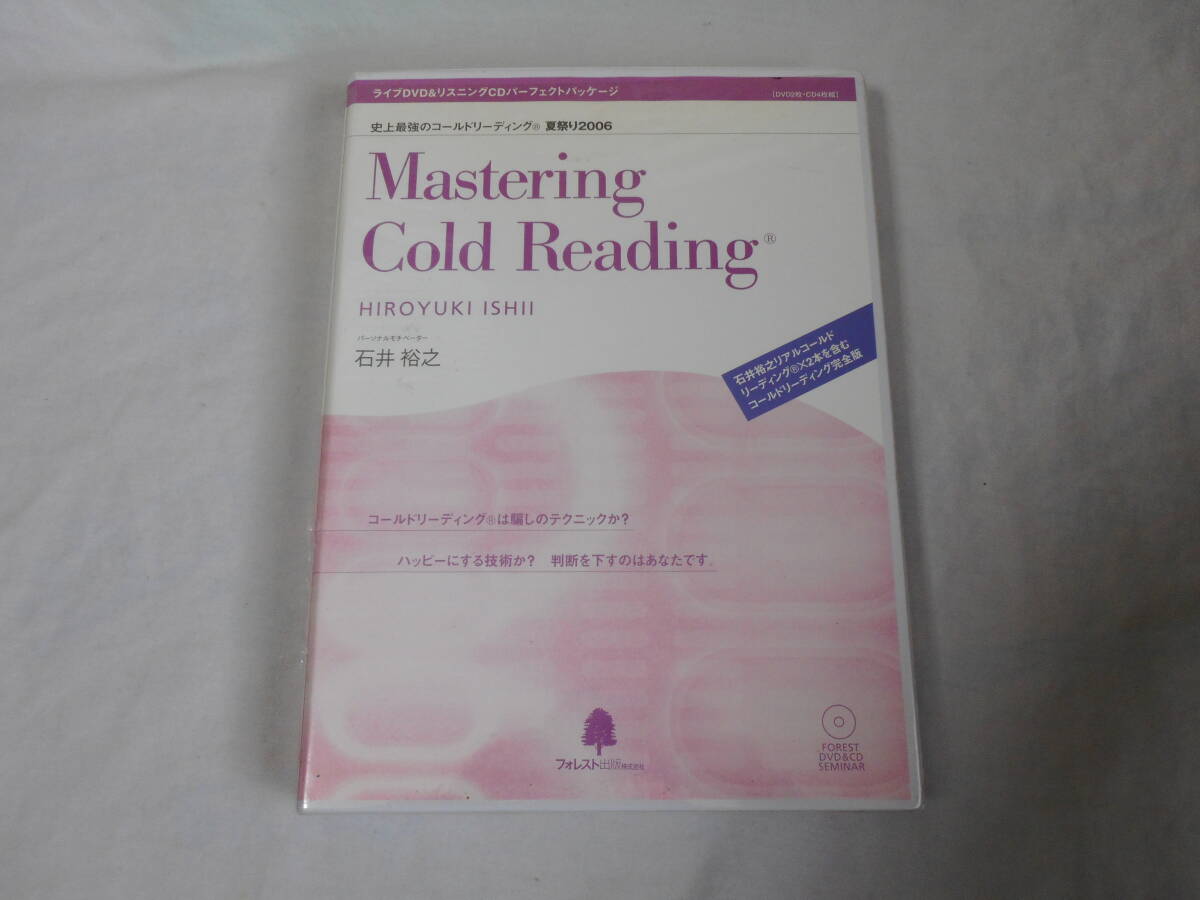 ライブDVD&リスニングCDパーフェクトパッケージ
[DVD2枚・CD4枚組]
史上最強のコールドリーディング® 夏祭り2006
Mastering
Cold Reading®
HIROYUKI ISHII
パーソナルモチベーター
石井 裕之
石井裕之リアルコールド
リーディング®×2本を含む
コールドリーディング完全版
コールドリーディング®は騙しのテクニックか?
ハッピーにする技術か? 判断を下すのはあなたです。
フォレスト出版株式会社
FOREST
DVD&CD
SEMINAR